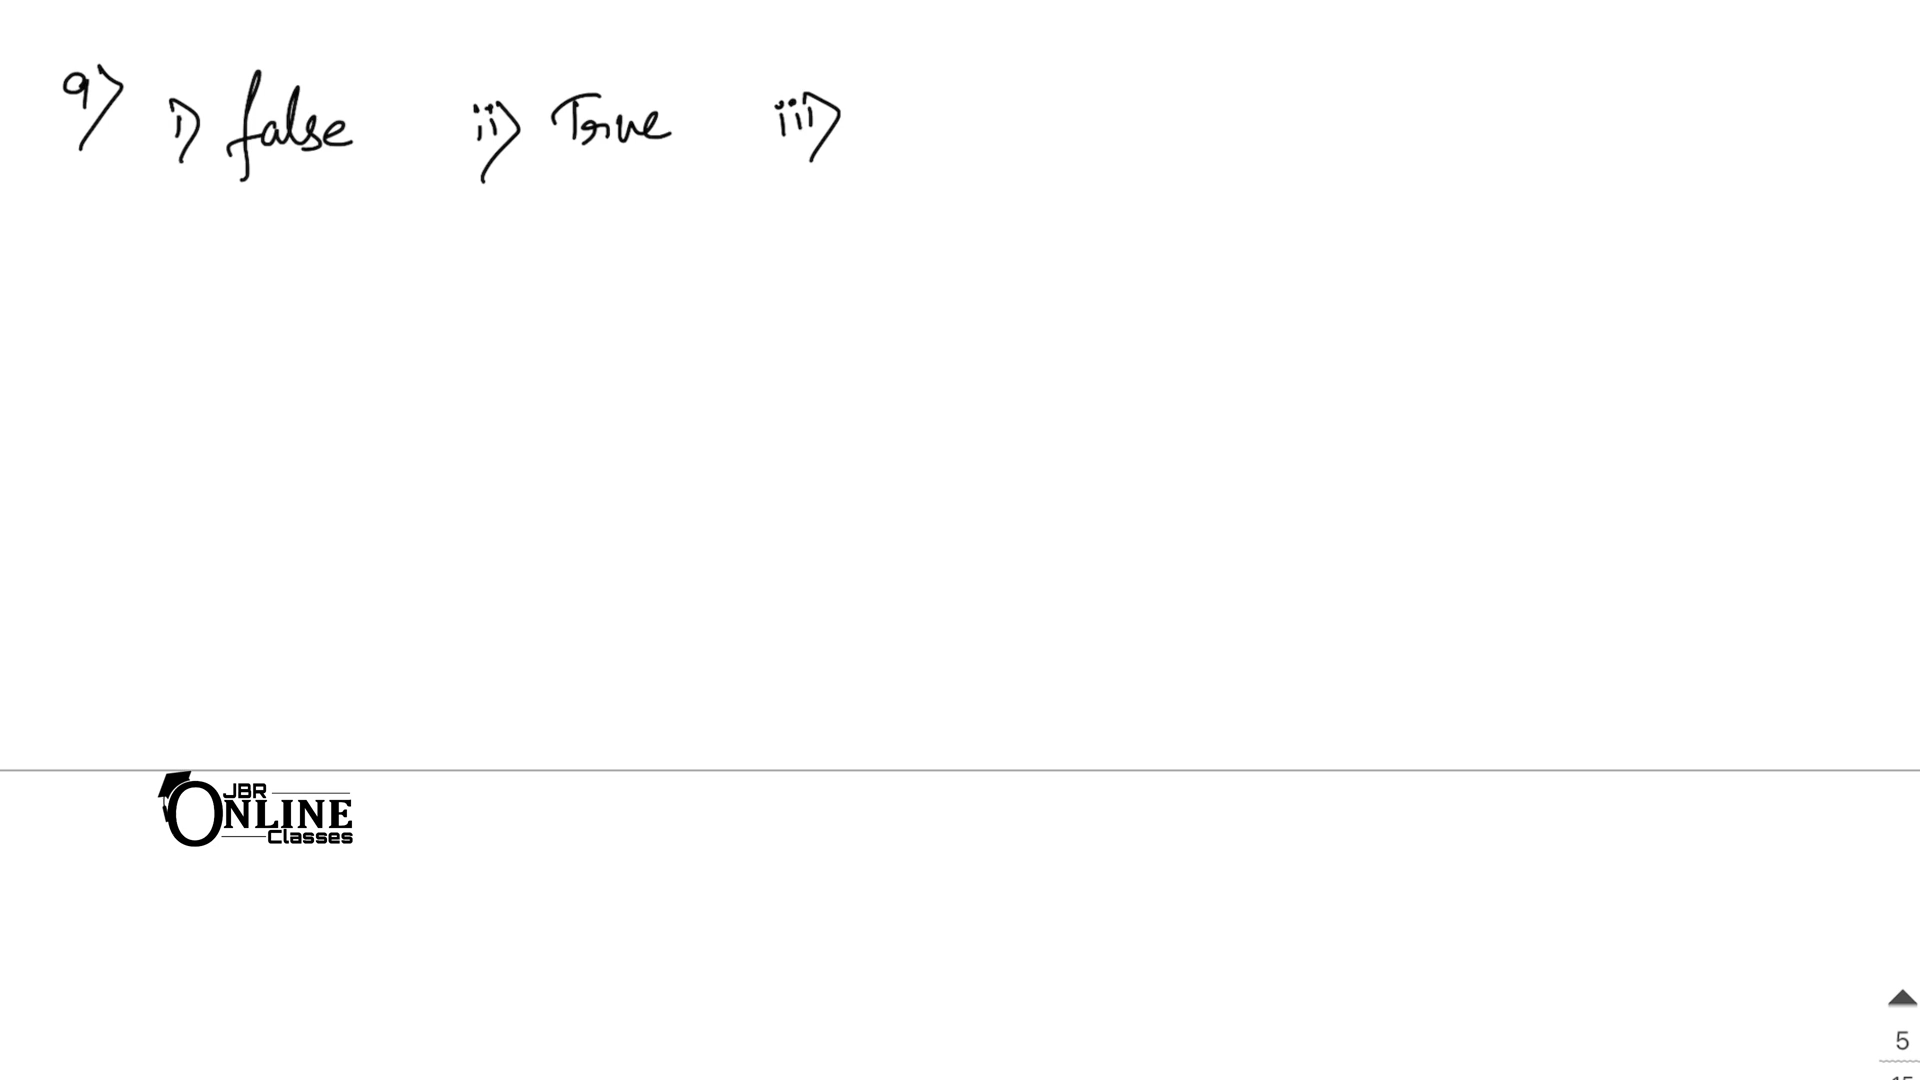 9) i) false ii) True iii)
JBR
ONLINE
Classes
5